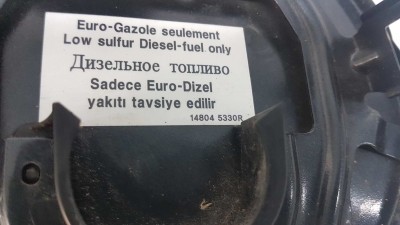 Euro-Gazole seulement
Low sulfur Diesel-fuel only
Дизельное топливо
Sadece Euro-Dizel
yakıtı tavsiye edilir
14804 5330R